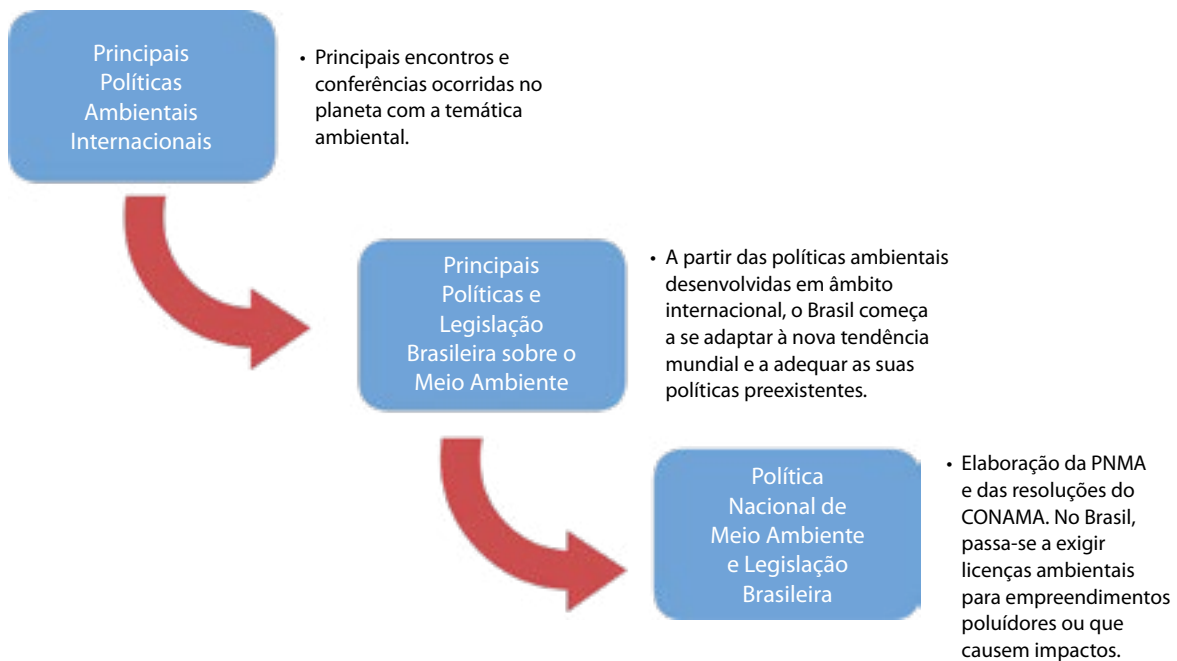 Principais
Políticas
Ambientais
Internacionais
• Principais encontros e
conferências ocorridas no
planeta com a temática
ambiental.
Principais
Políticas e
Legislação
Brasileira sobre o
Meio Ambiente
• A partir das políticas ambientais
desenvolvidas em âmbito
internacional, o Brasil começa
a se adaptar à nova tendência
mundial e a adequar as suas
políticas preexistentes.
Política
Nacional de
Meio Ambiente
e Legislação
Brasileira
• Elaboração da PNMA
e das resoluções do
CONAMA. No Brasil,
passa-se a exigir
licenças ambientais
para empreendimentos
poluídores ou que
causem impactos.